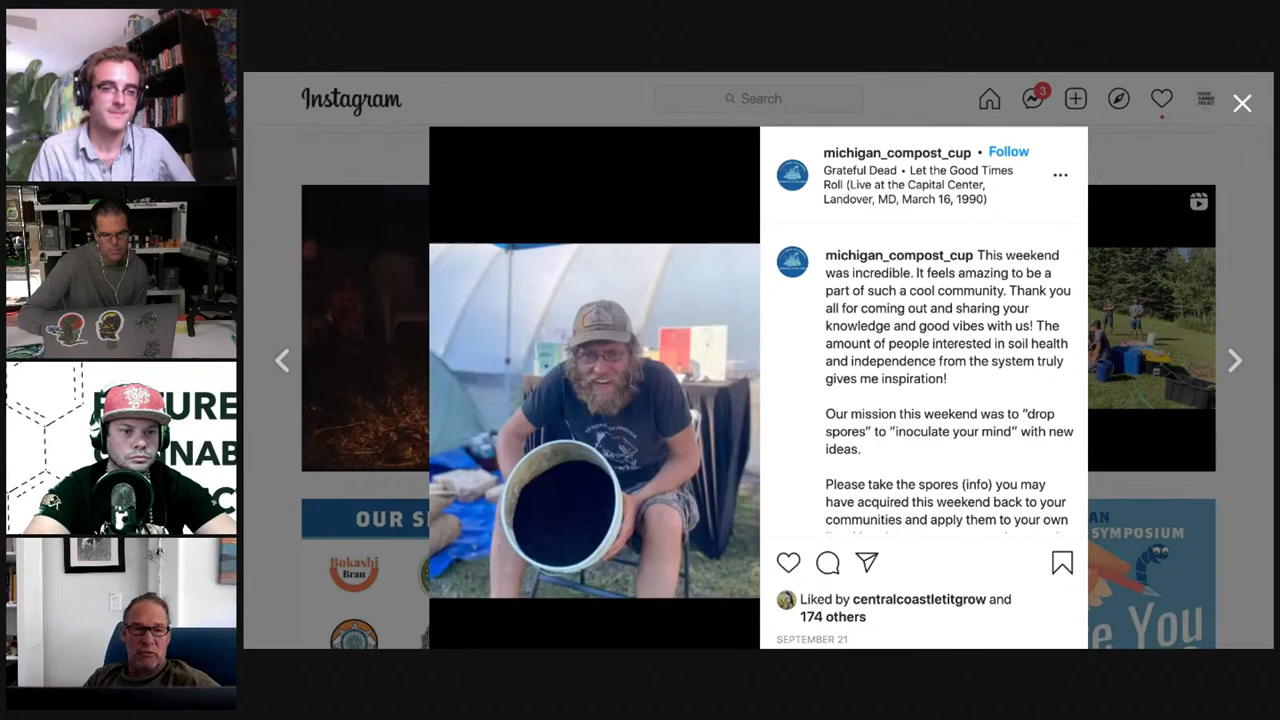 Instagram
Search
3
michigan_compost_cup • Follow
Grateful Dead • Let the Good Times
Roll (Live at the Capital Center,
Landover, MD, March 16, 1990)
michigan_compost_cup This weekend
was incredible. It feels amazing to be a
part of such a cool community. Thank you
all for coming out and sharing your
knowledge and good vibes with us! The
amount of people interested in soil health
and independence from the system truly
gives me inspiration!
Our mission this weekend was to "drop
spores" to "inoculate your mind" with new
ideas.
Please take the spores (info) you may
have acquired this weekend back to your
communities and apply them to your own
Liked by centralcoastletitgrow and
174 others
SEPTEMBER 21
OUR S
Bokashi
Bran
AN
SYMPOSIUM
e You